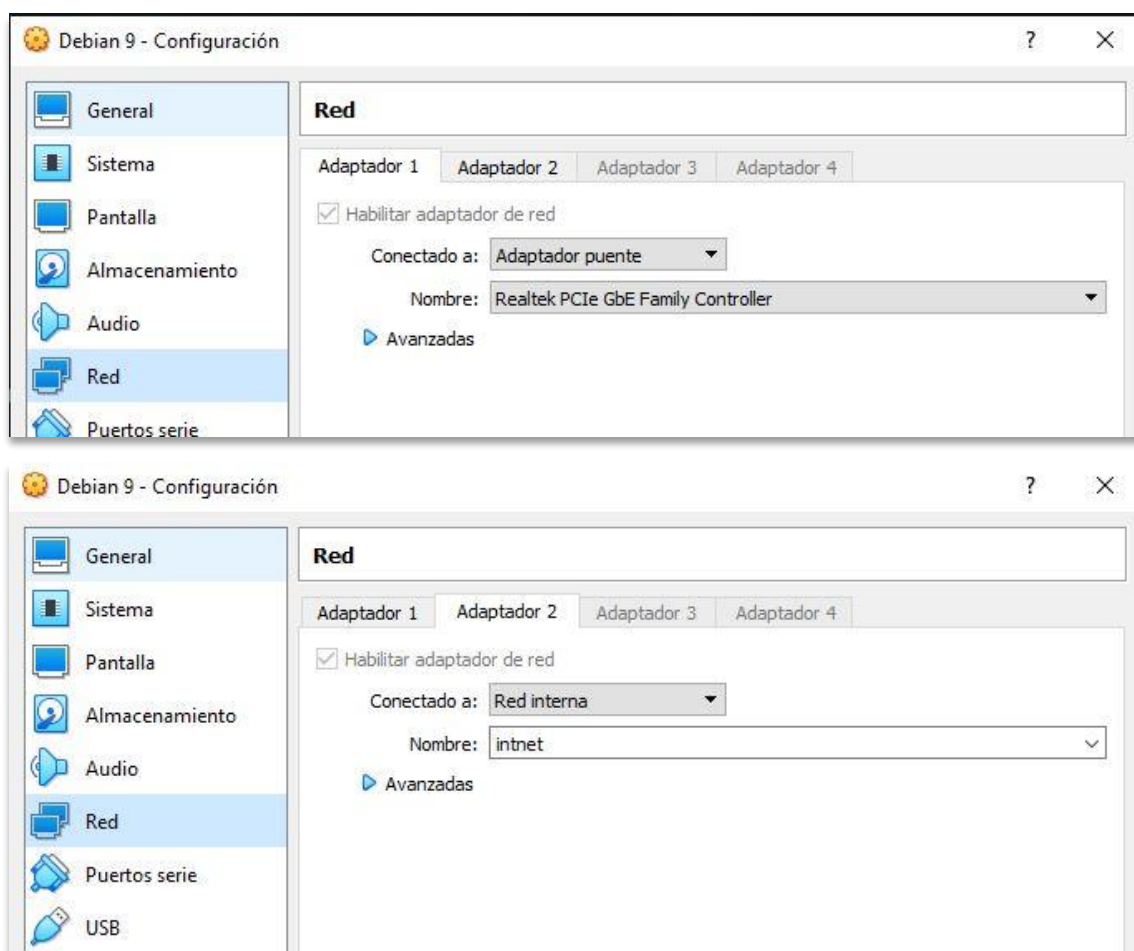 Debian 9 - Configuración
?
General
Red
Sistema
Adaptador 1 Adaptador 2 Adaptador 3 Adaptador 4
Pantalla
Habilitar adaptador de red
Conectado a: Adaptador puente
Almacenamiento
Nombre: Realtek PCIe GbE Family Controller
Audio
Avanzadas
Red
Puertos serie
Debian 9 - Configuración
?
General
Red
Sistema
Adaptador 1 Adaptador 2 Adaptador 3 Adaptador 4
Pantalla
Habilitar adaptador de red
Conectado a: Red interna
Almacenamiento
Nombre: intnet
Audio
Avanzadas
Red
Puertos serie
USB